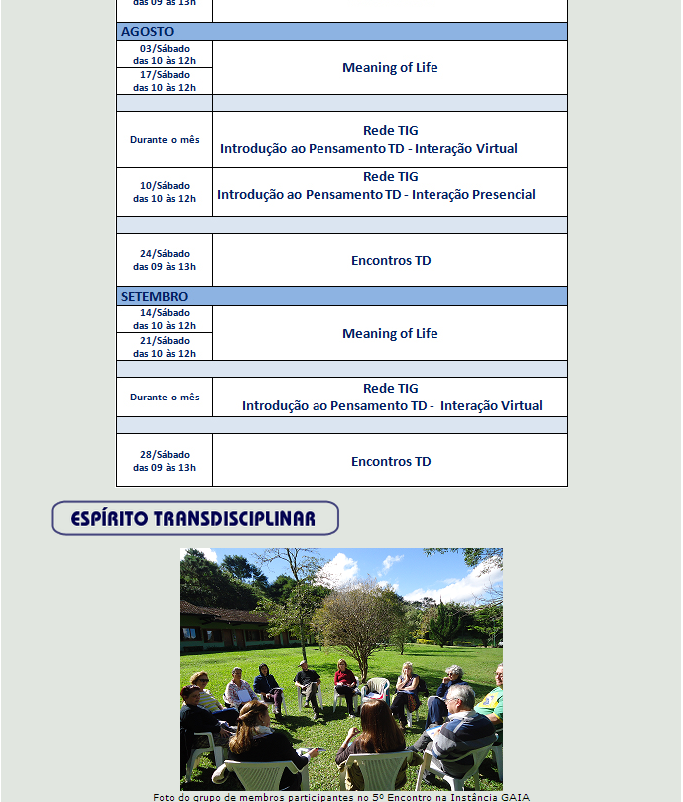 das 09 às 13h
AGOSTO
03/Sábado
das 10 às 12h
Meaning of Life
17/Sábado
das 10 às 12h
Durante o mês
Rede TIG
Introdução ao Pensamento TD - Interação Virtual
10/Sábado
das 10 às 12h
Rede TIG
Introdução ao Pensamento TD - Interação Presencial
24/Sábado
das 09 às 13h
Encontros TD
SETEMBRO
14/Sábado
das 10 às 12h
Meaning of Life
21/Sábado
das 10 às 12h
Durante o mês
Rede TIG
Introdução ao Pensamento TD - Interação Virtual
28/Sábado
das 09 às 13h
Encontros TD
ESPÍRITO TRANSDISCIPLINAR
Foto do grupo de membros participantes no 5º Encontro na Instância GAIA